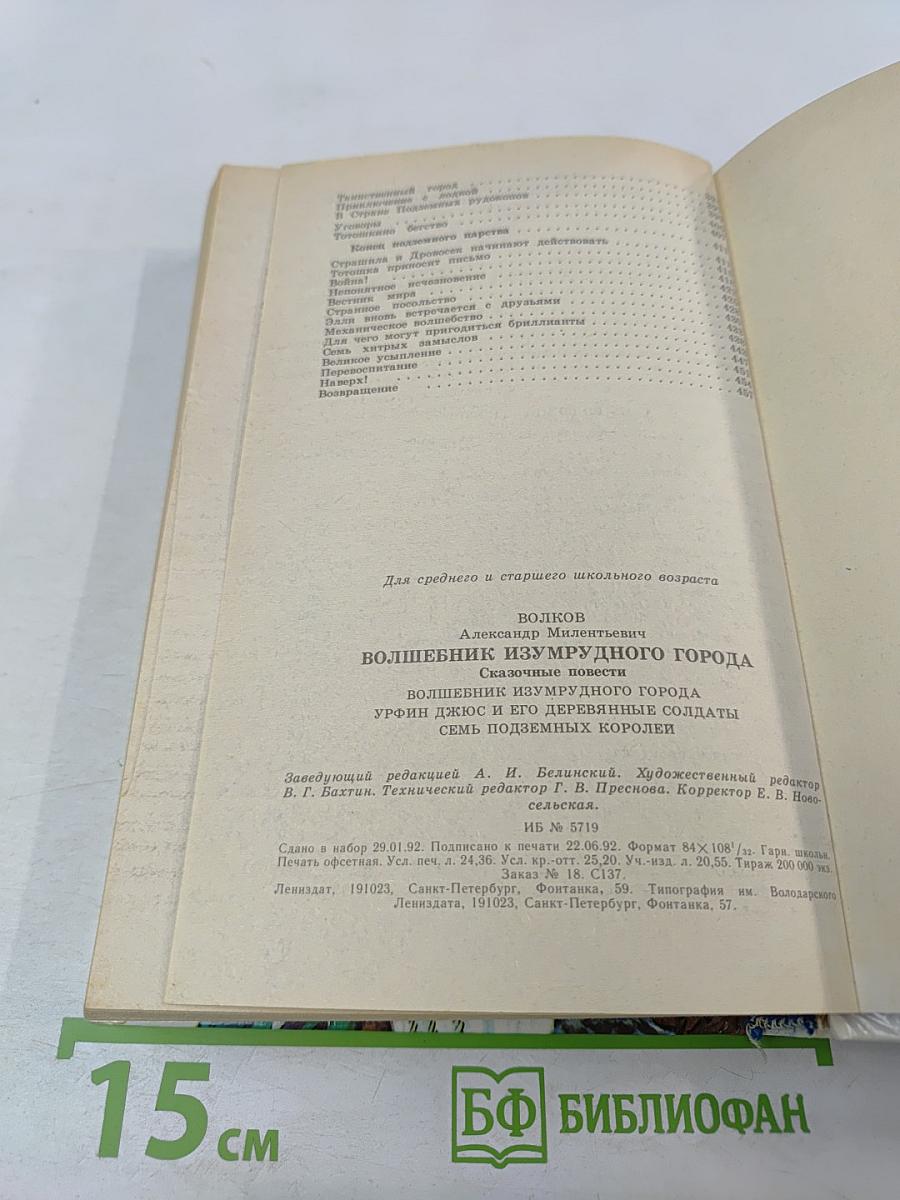 Таинственный город
Приключение с лодкой
В Стране Подземных рудокопов
Уговоры
Тотошкино бегство
Конец подземного царства
Страшила и Дровосек начинают действовать
Тотошка приносит письмо
Война!
Непонятное исчезновение
Вестник мира
Странное посольство
Элли вновь встречается с друзьями
Механическое волшебство
Для чего могут пригодиться бриллианты
Семь хитрых замыслов
Великое усыпление
Перевоспитание
Наверх!
Возвращение 457
Для среднего и старшего школьного возраста
ВОЛКОВ
Александр Милентьевич
ВОЛШЕБНИК ИЗУМРУДНОГО ГОРОДА
Сказочные повести
ВОЛШЕБНИК ИЗУМРУДНОГО ГОРОДА
УРФИН ДЖЮС И ЕГО ДЕРЕВЯННЫЕ СОЛДАТЫ
СЕМЬ ПОДЗЕМНЫХ КОРОЛЕЙ
Заведующий редакцией А. И. Белинский. Художественный редактор
В. Г. Бахтин. Технический редактор Г. В. Преснова. Корректор Е. В. Ново-
сельская.
ИБ № 5719
Сдано в набор 29.01.92. Подписано к печати 22.06.92. Формат 84×108¹/₃₂. Гарн. школьн.
Печать офсетная. Усл. печ. л. 24,36. Усл. кр.-отт. 25,20. Уч.-изд. л. 20,55. Тираж 200 000 экз.
Заказ № 18. С137.
Лениздат, 191023, Санкт-Петербург, Фонтанка, 59. Типография им. Володарского
Лениздата, 191023, Санкт-Петербург, Фонтанка, 57.
15 см
БФ БИБЛИОФАН